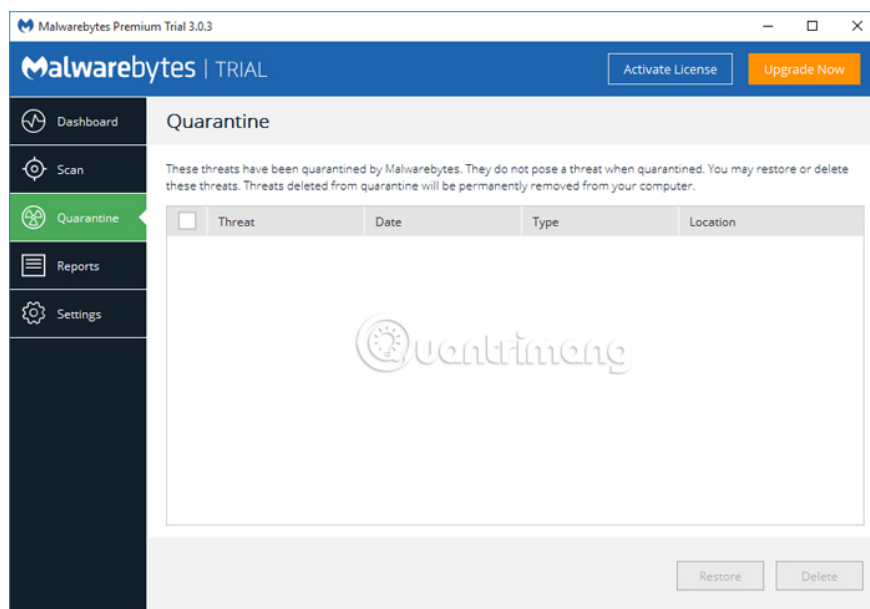 Malwarebytes Premium Trial 3.0.3
Malwarebytes | TRIAL
Activate License
Upgrade Now
Dashboard
Scan
Quarantine
Reports
Settings
Quarantine
These threats have been quarantined by Malwarebytes. They do not pose a threat when quarantined. You may restore or delete
these threats. Threats deleted from quarantine will be permanently removed from your computer.
Threat Date Type Location
Quantrimang
Restore Delete